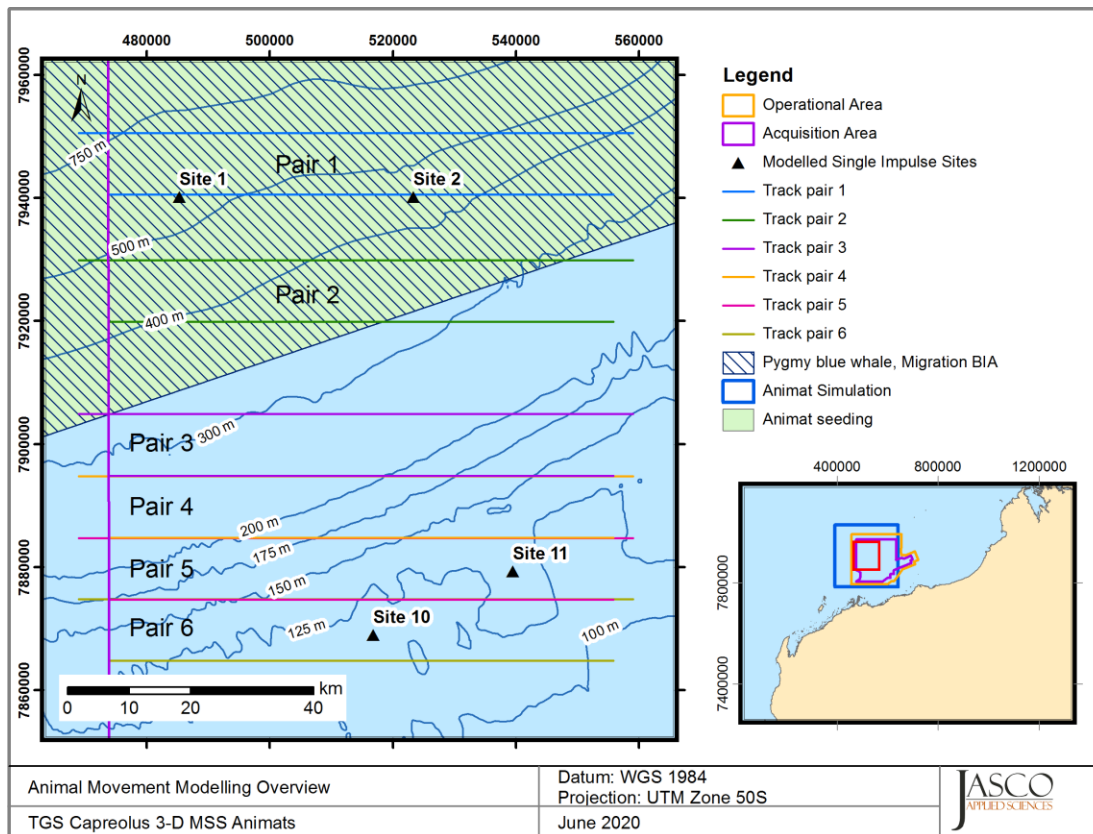 480000 500000 520000 540000 560000
7960000
7940000
7920000
7900000
7880000
7860000
N
750 m
Pair 1
Site 1
Site 2
500 m
Pair 2
400 m
Pair 3
300 m
Pair 4
200 m
175 m
Pair 5
Site 11
150 m
Pair 6
Site 10
125 m
100 m
km
0 10 20 40
Legend
Operational Area
Acquisition Area
Modelled Single Impulse Sites
Track pair 1
Track pair 2
Track pair 3
Track pair 4
Track pair 5
Track pair 6
Pygmy blue whale, Migration BIA
Animat Simulation
Animat seeding
400000 800000 1200000
7800000
7400000
Animal Movement Modelling Overview
TGS Capreolus 3-D MSS Animats
Datum: WGS 1984
Projection: UTM Zone 50S
June 2020
JASCO
APPLIED SCIENCES